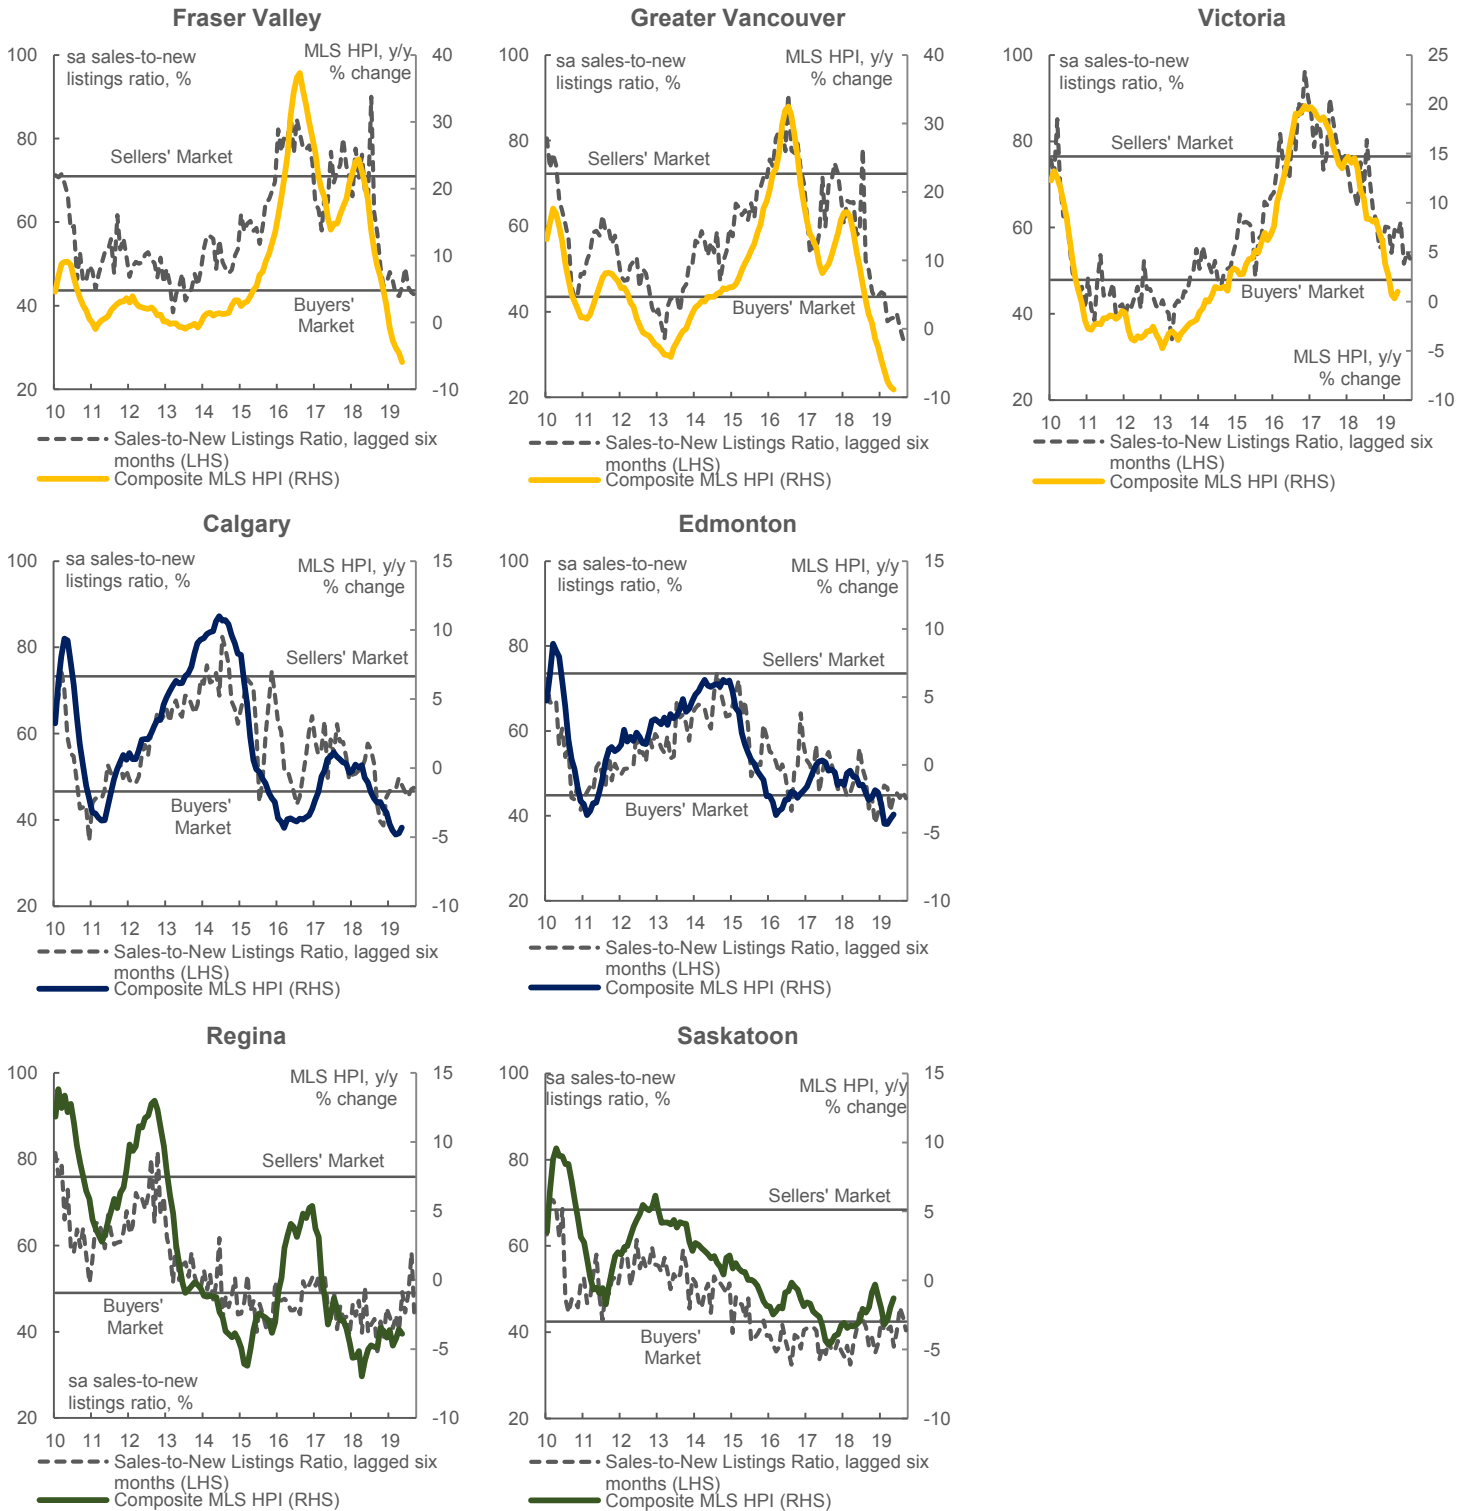 Fraser Valley
sa sales-to-new
listings ratio, %
MLS HPI, y/y
% change
100
80
60
40
20
40
30
20
10
0
-10
Sellers' Market
Buyers'
Market
10 11 12 13 14 15 16 17 18 19
Sales-to-New Listings Ratio, lagged six
months (LHS)
Composite MLS HPI (RHS)
Greater Vancouver
sa sales-to-new
listings ratio, %
MLS HPI, y/y
% change
100
80
60
40
20
40
30
20
10
0
-10
Sellers' Market
Buyers' Market
10 11 12 13 14 15 16 17 18 19
Sales-to-New Listings Ratio, lagged six
months (LHS)
Composite MLS HPI (RHS)
Victoria
sa sales-to-new
listings ratio, %
100
80
60
40
20
25
20
15
10
5
0
-5
-10
Sellers' Market
Buyers' Market
MLS HPI, y/y
% change
10 11 12 13 14 15 16 17 18 19
Sales-to-New Listings Ratio, lagged six
months (LHS)
Composite MLS HPI (RHS)
Calgary
sa sales-to-new
listings ratio, %
MLS HPI, y/y
% change
100
80
60
40
20
15
10
5
0
-5
-10
Sellers' Market
Buyers'
Market
10 11 12 13 14 15 16 17 18 19
Sales-to-New Listings Ratio, lagged six
months (LHS)
Composite MLS HPI (RHS)
Edmonton
sa sales-to-new
listings ratio, %
MLS HPI, y/y
% change
100
80
60
40
20
15
10
5
0
-5
-10
Sellers' Market
Buyers' Market
10 11 12 13 14 15 16 17 18 19
Sales-to-New Listings Ratio, lagged six
months (LHS)
Composite MLS HPI (RHS)
Regina
MLS HPI, y/y
% change
100
80
60
40
20
15
10
5
0
-5
-10
Sellers' Market
Buyers'
Market
sa sales-to-new
listings ratio, %
10 11 12 13 14 15 16 17 18 19
Sales-to-New Listings Ratio, lagged six
months (LHS)
Composite MLS HPI (RHS)
Saskatoon
sa sales-to-new
listings ratio, %
MLS HPI, y/y
% change
100
80
60
40
20
15
10
5
0
-5
-10
Sellers' Market
Buyers'
Market
10 11 12 13 14 15 16 17 18 19
Sales-to-New Listings Ratio, lagged six
months (LHS)
Composite MLS HPI (RHS)